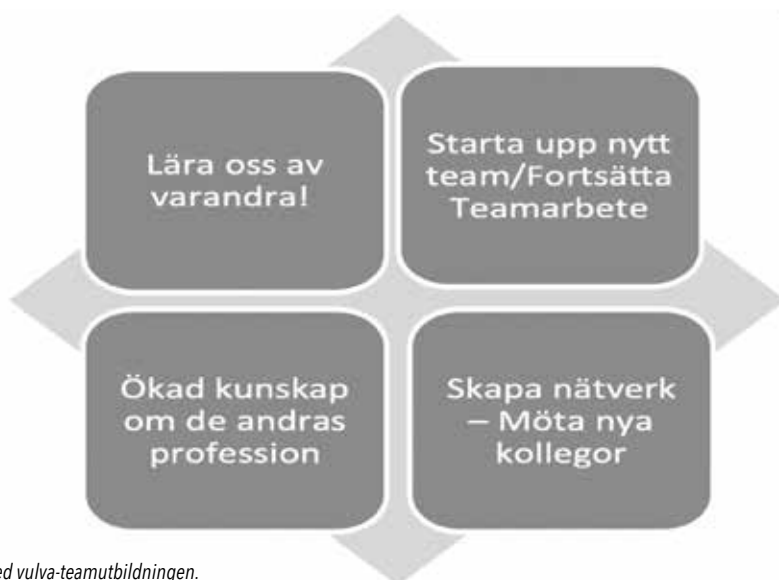 Lära oss av
varandra!
Starta upp nytt
team/Fortsätta
Teamarbete
Ökad kunskap
om de andras
profession
Skapa nätverk
– Möta nya
kollegor
ed vulva-teamutbildningen.